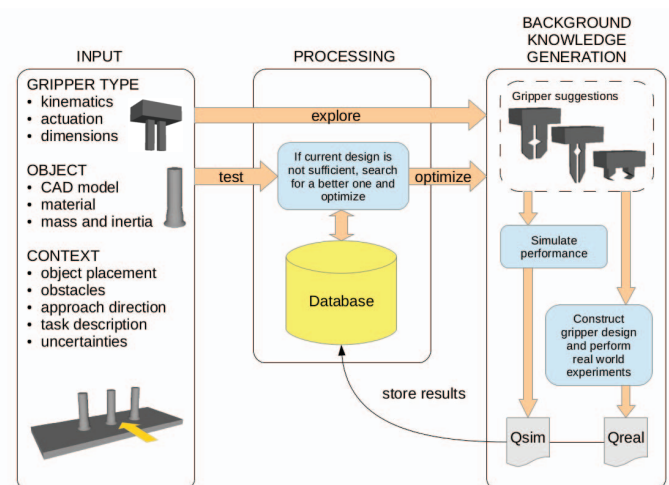 INPUT
GRIPPER TYPE
• kinematics
• actuation
• dimensions
OBJECT
• CAD model
• material
• mass and inertia
CONTEXT
• object placement
• obstacles
• approach direction
• task description
• uncertainties
PROCESSING
explore
test
If current design is
not sufficient, search
for a better one and
optimize
optimize
Database
store results
BACKGROUND
KNOWLEDGE
GENERATION
Gripper suggestions
Simulate
performance
Construct
gripper design
and perform
real world
experiments
Qsim
Qreal